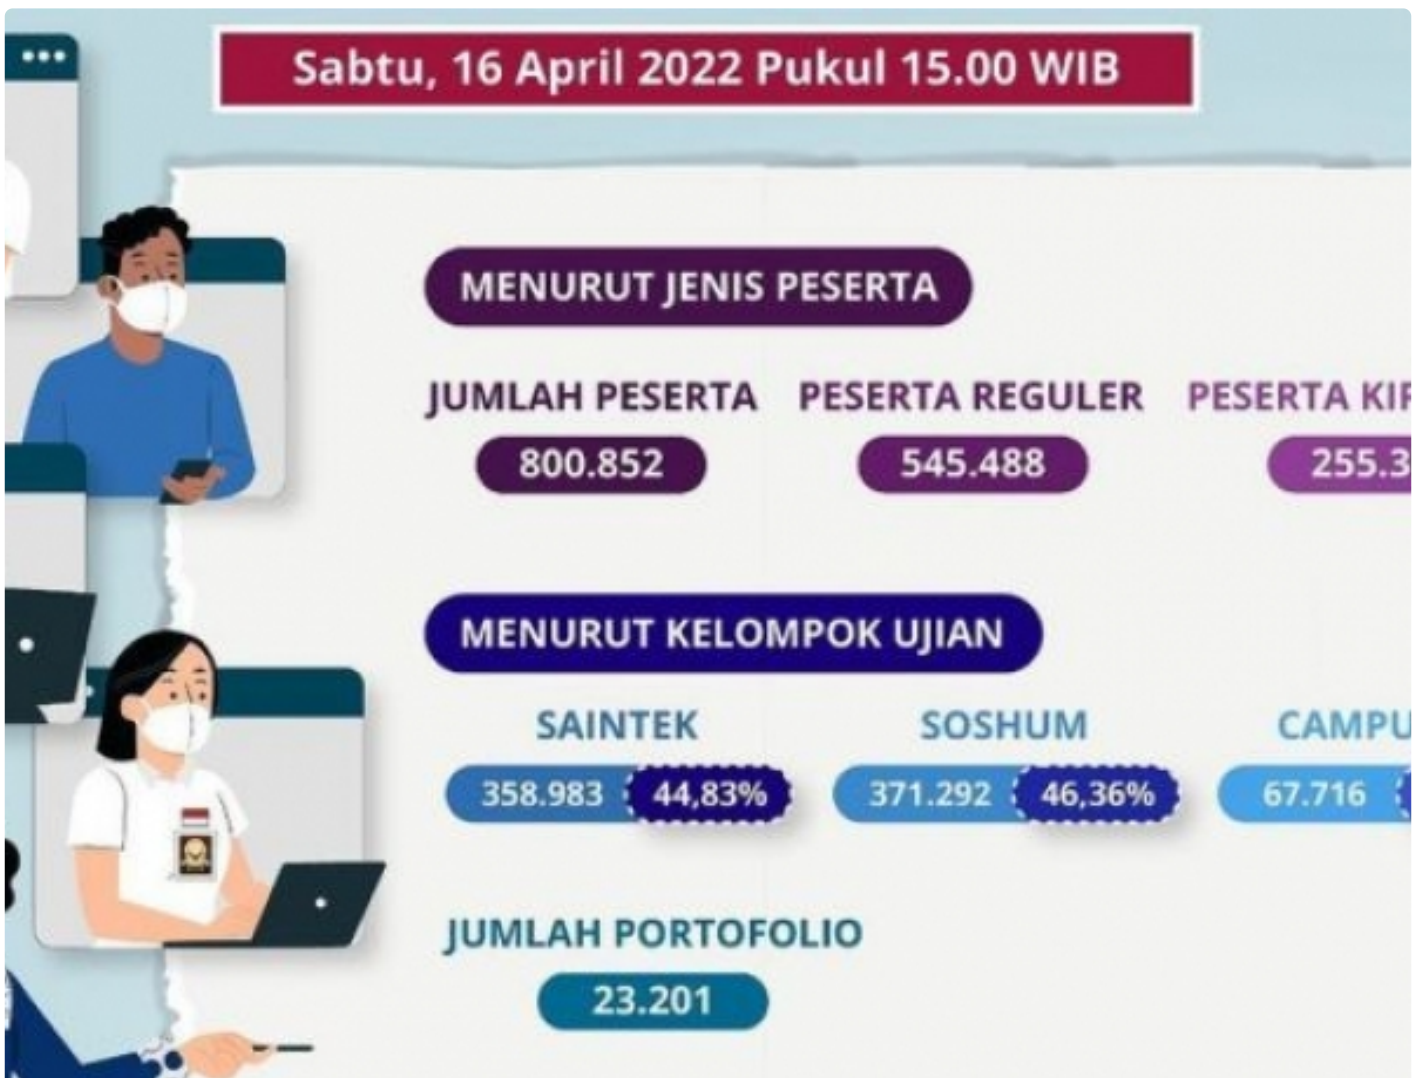 Sabtu, 16 April 2022 Pukul 15.00 WIB
MENURUT JENIS PESERTA
JUMLAH PESERTA PESERTA REGULER PESERTA
800.852 545.488
MENURUT KELOMPOK UJIAN
SAINTEK SOSHUM
358.983 44,83% 371.292 46,36% 67.716
JUMLAH PORTOFOLIO
23.201